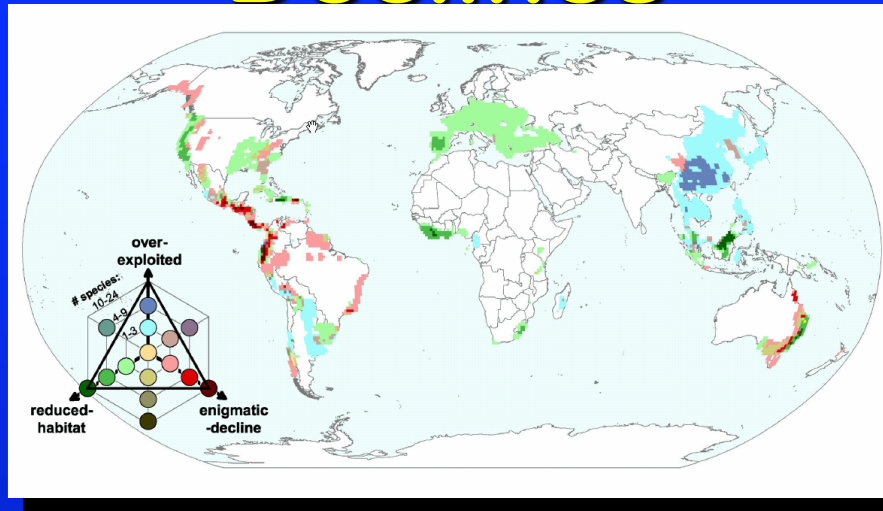 over-
exploited
# species:
10-24
4-9
1-3
reduced-
habitat
enigmatic
-decline